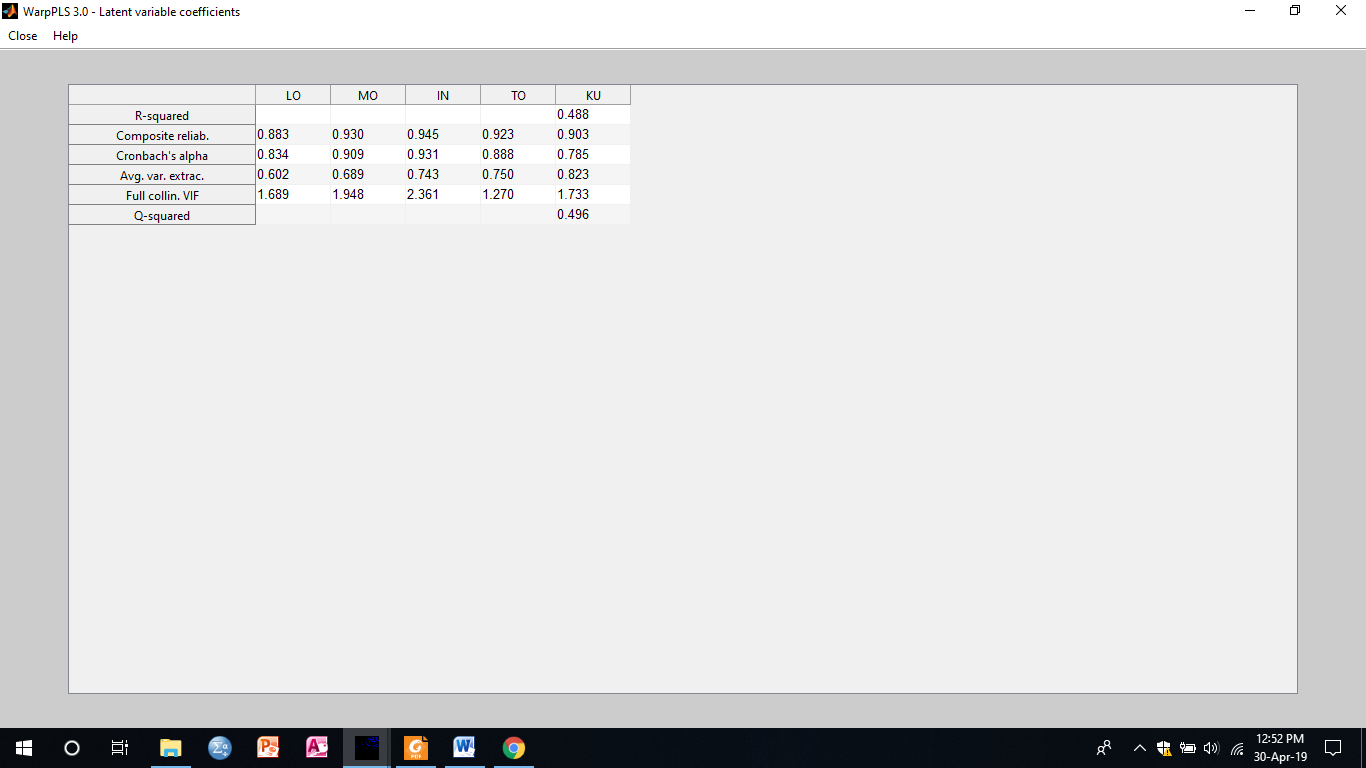 WarpPLS 3.0 - Latent variable coefficients
Close Help
LO MO IN TO KU
R-squared 0.488
Composite reliab. 0.883 0.930 0.945 0.923 0.903
Cronbach's alpha 0.834 0.909 0.931 0.888 0.785
Avg. var. extrac. 0.602 0.689 0.743 0.750 0.823
Full collin. VIF 1.689 1.948 2.361 1.270 1.733
Q-squared 0.496
12:52 PM
30-Apr-19